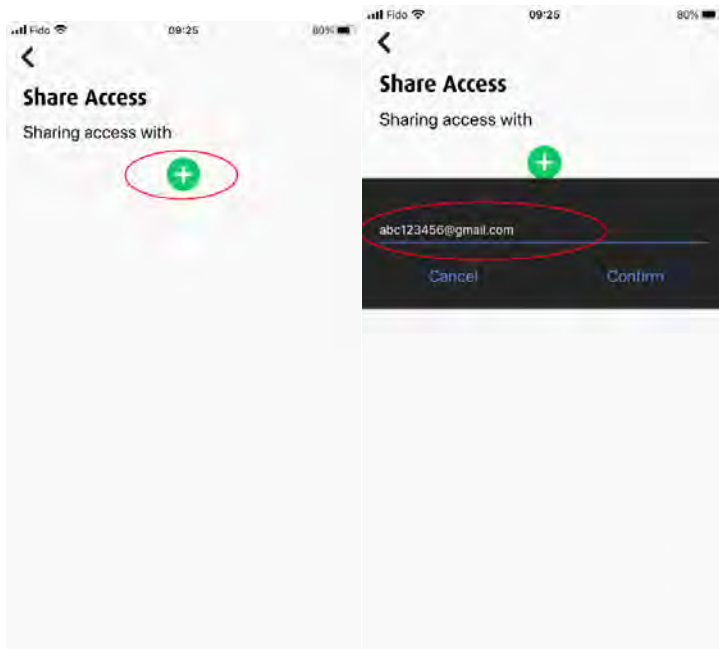 Fido 09:25 80%
Share Access
Sharing access with
Fido 09:25 80%
Share Access
Sharing access with
abc123456@gmail.com
Cancel Confirm